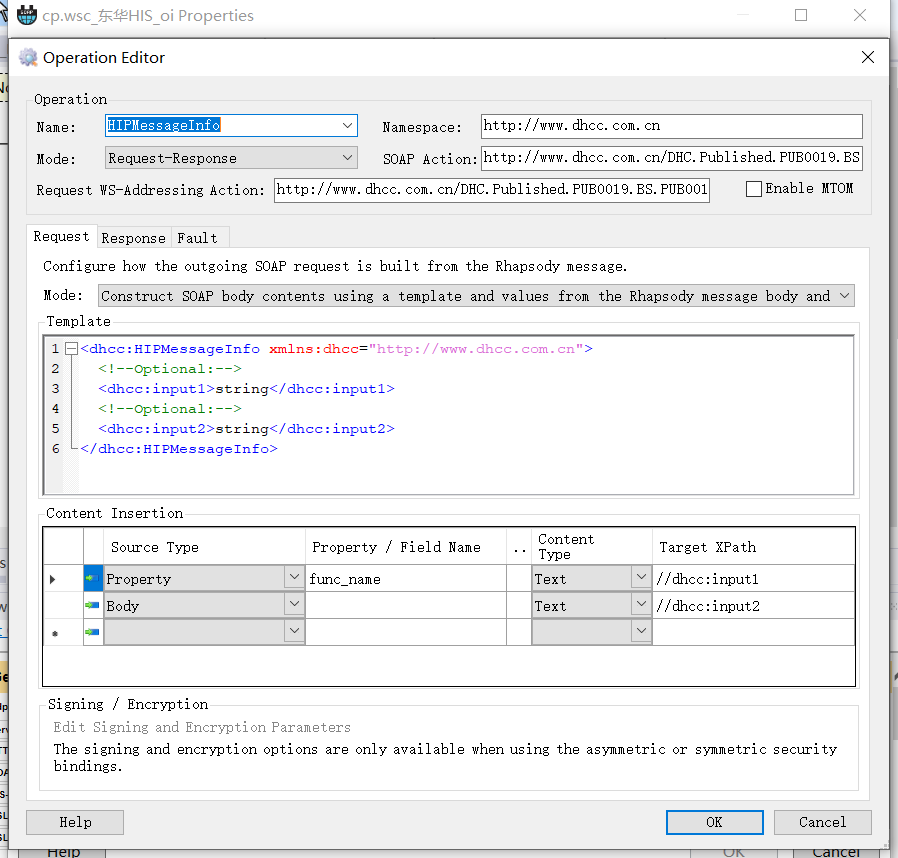 cp.wsc_东华HIS_oi Properties
Operation Editor
Operation
Name: HIPMessageInfo Namespace: http://www.dhcc.com.cn
Mode: Request-Response SOAP Action: http://www.dhcc.com.cn/DHC.Published.PUB0019.BS
Request WS-Addressing Action: http://www.dhcc.com.cn/DHC.Published.PUB0019.BS.PUB001 Enable MTOM
Request Response Fault
Configure how the outgoing SOAP request is built from the Rhapsody message.
Mode: Construct SOAP body contents using a template and values from the Rhapsody message body and
Template
1 <dhcc:HIPMessageInfo xmlns:dhcc="http://www.dhcc.com.cn">
2 <!--Optional:-->
3 <dhcc:input1>string</dhcc:input1>
4 <!--Optional:-->
5 <dhcc:input2>string</dhcc:input2>
6 </dhcc:HIPMessageInfo>
Content Insertion
Source Type Property / Field Name .. Content Type Target XPath
Property func_name Text //dhcc:input1
Body Text //dhcc:input2
Signing / Encryption
Edit Signing and Encryption Parameters
The signing and encryption options are only available when using the asymmetric or symmetric security
bindings.
Help OK Cancel
Help OK Cancel